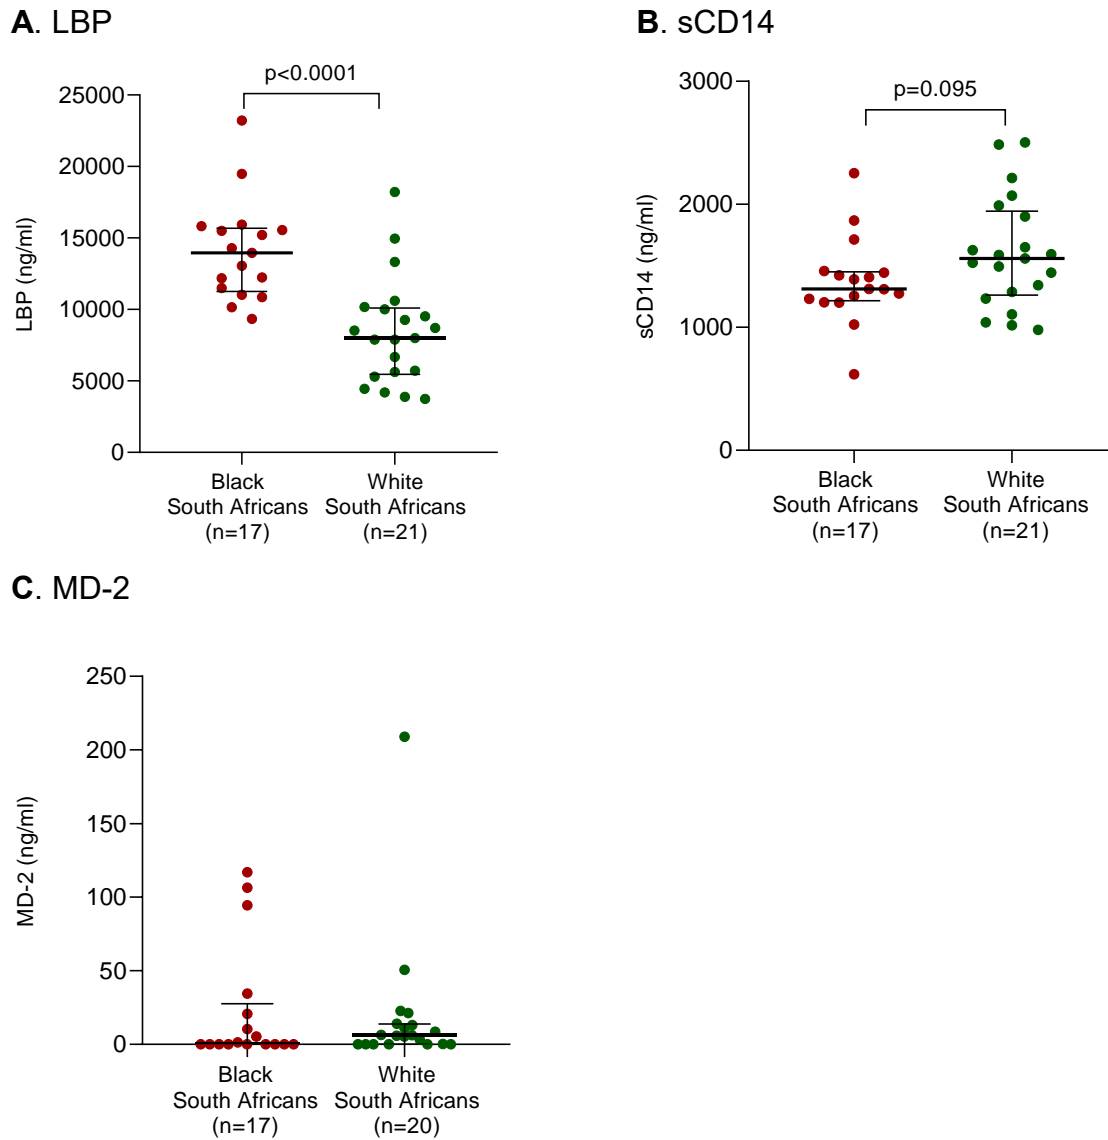 A. LBP
p<0.0001
25000
20000
15000
10000
5000
0
LBP (ng/ml)
Black
South Africans
(n=17)
White
South Africans
(n=21)
B. sCD14
p=0.095
3000
2000
1000
0
sCD14 (ng/ml)
Black
South Africans
(n=17)
White
South Africans
(n=21)
C. MD-2
250
200
150
100
50
0
MD-2 (ng/ml)
Black
South Africans
(n=17)
White
South Africans
(n=20)